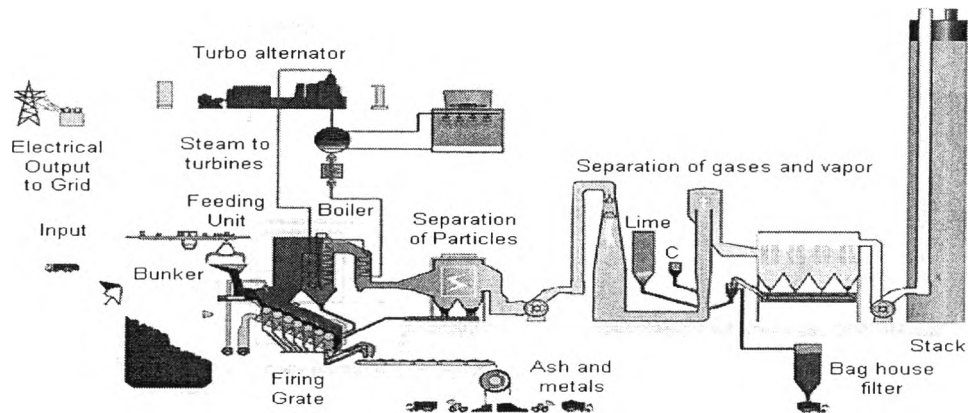 Turbo alternator
Electrical
Output
to Grid
Steam to
turbines
Separation of gases and vapor
Feeding
Unit
Boiler
Separation
of Particles
Lime
Input
C
Bunker
Stack
Firing
Grate
Ash and
metals
Bag house
filter